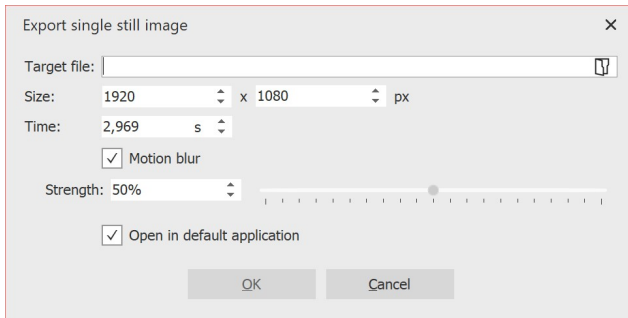 Export single still image
Target file:
Size: 1920 x 1080 px
Time: 2,969 s
Motion blur
Strength: 50%
Open in default application
OK Cancel